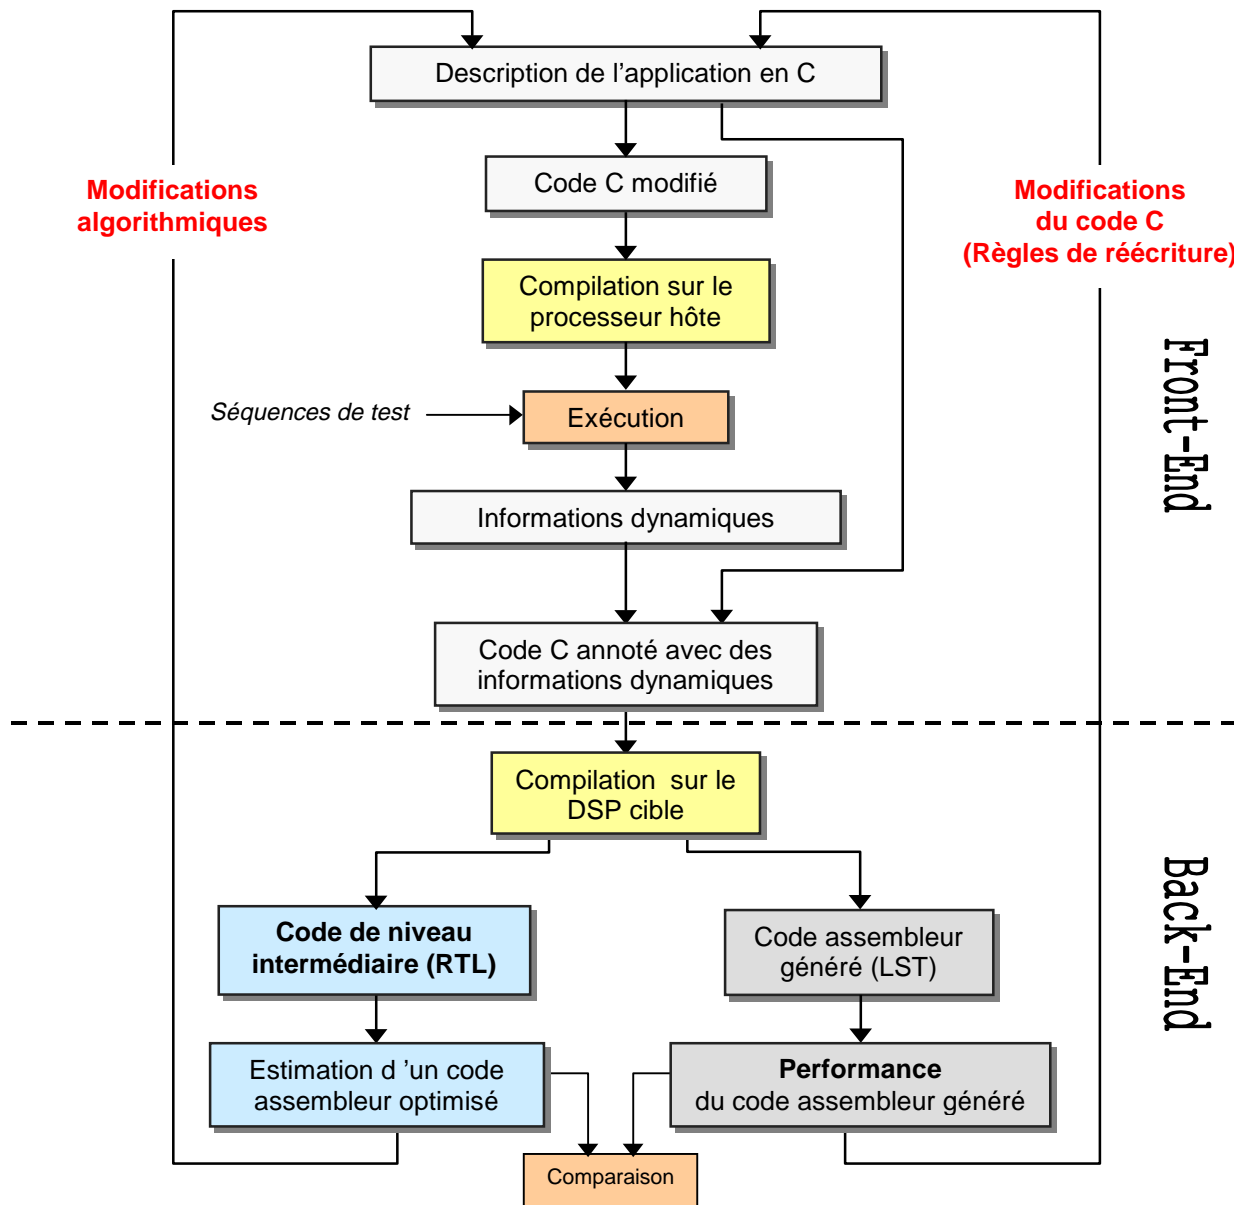 Description de l'application en C
Code C modifié
Modifications
algorithmiques
Modifications
du code C
(Règles de réécriture)
Compilation sur le
processeur hôte
Front-End
Séquences de test
Exécution
Informations dynamiques
Code C annoté avec des
informations dynamiques
Compilation sur le
DSP cible
Back-End
Code de niveau
intermédiaire (RTL)
Code assembleur
généré (LST)
Estimation d 'un code
assembleur optimisé
Performance
du code assembleur généré
Comparaison